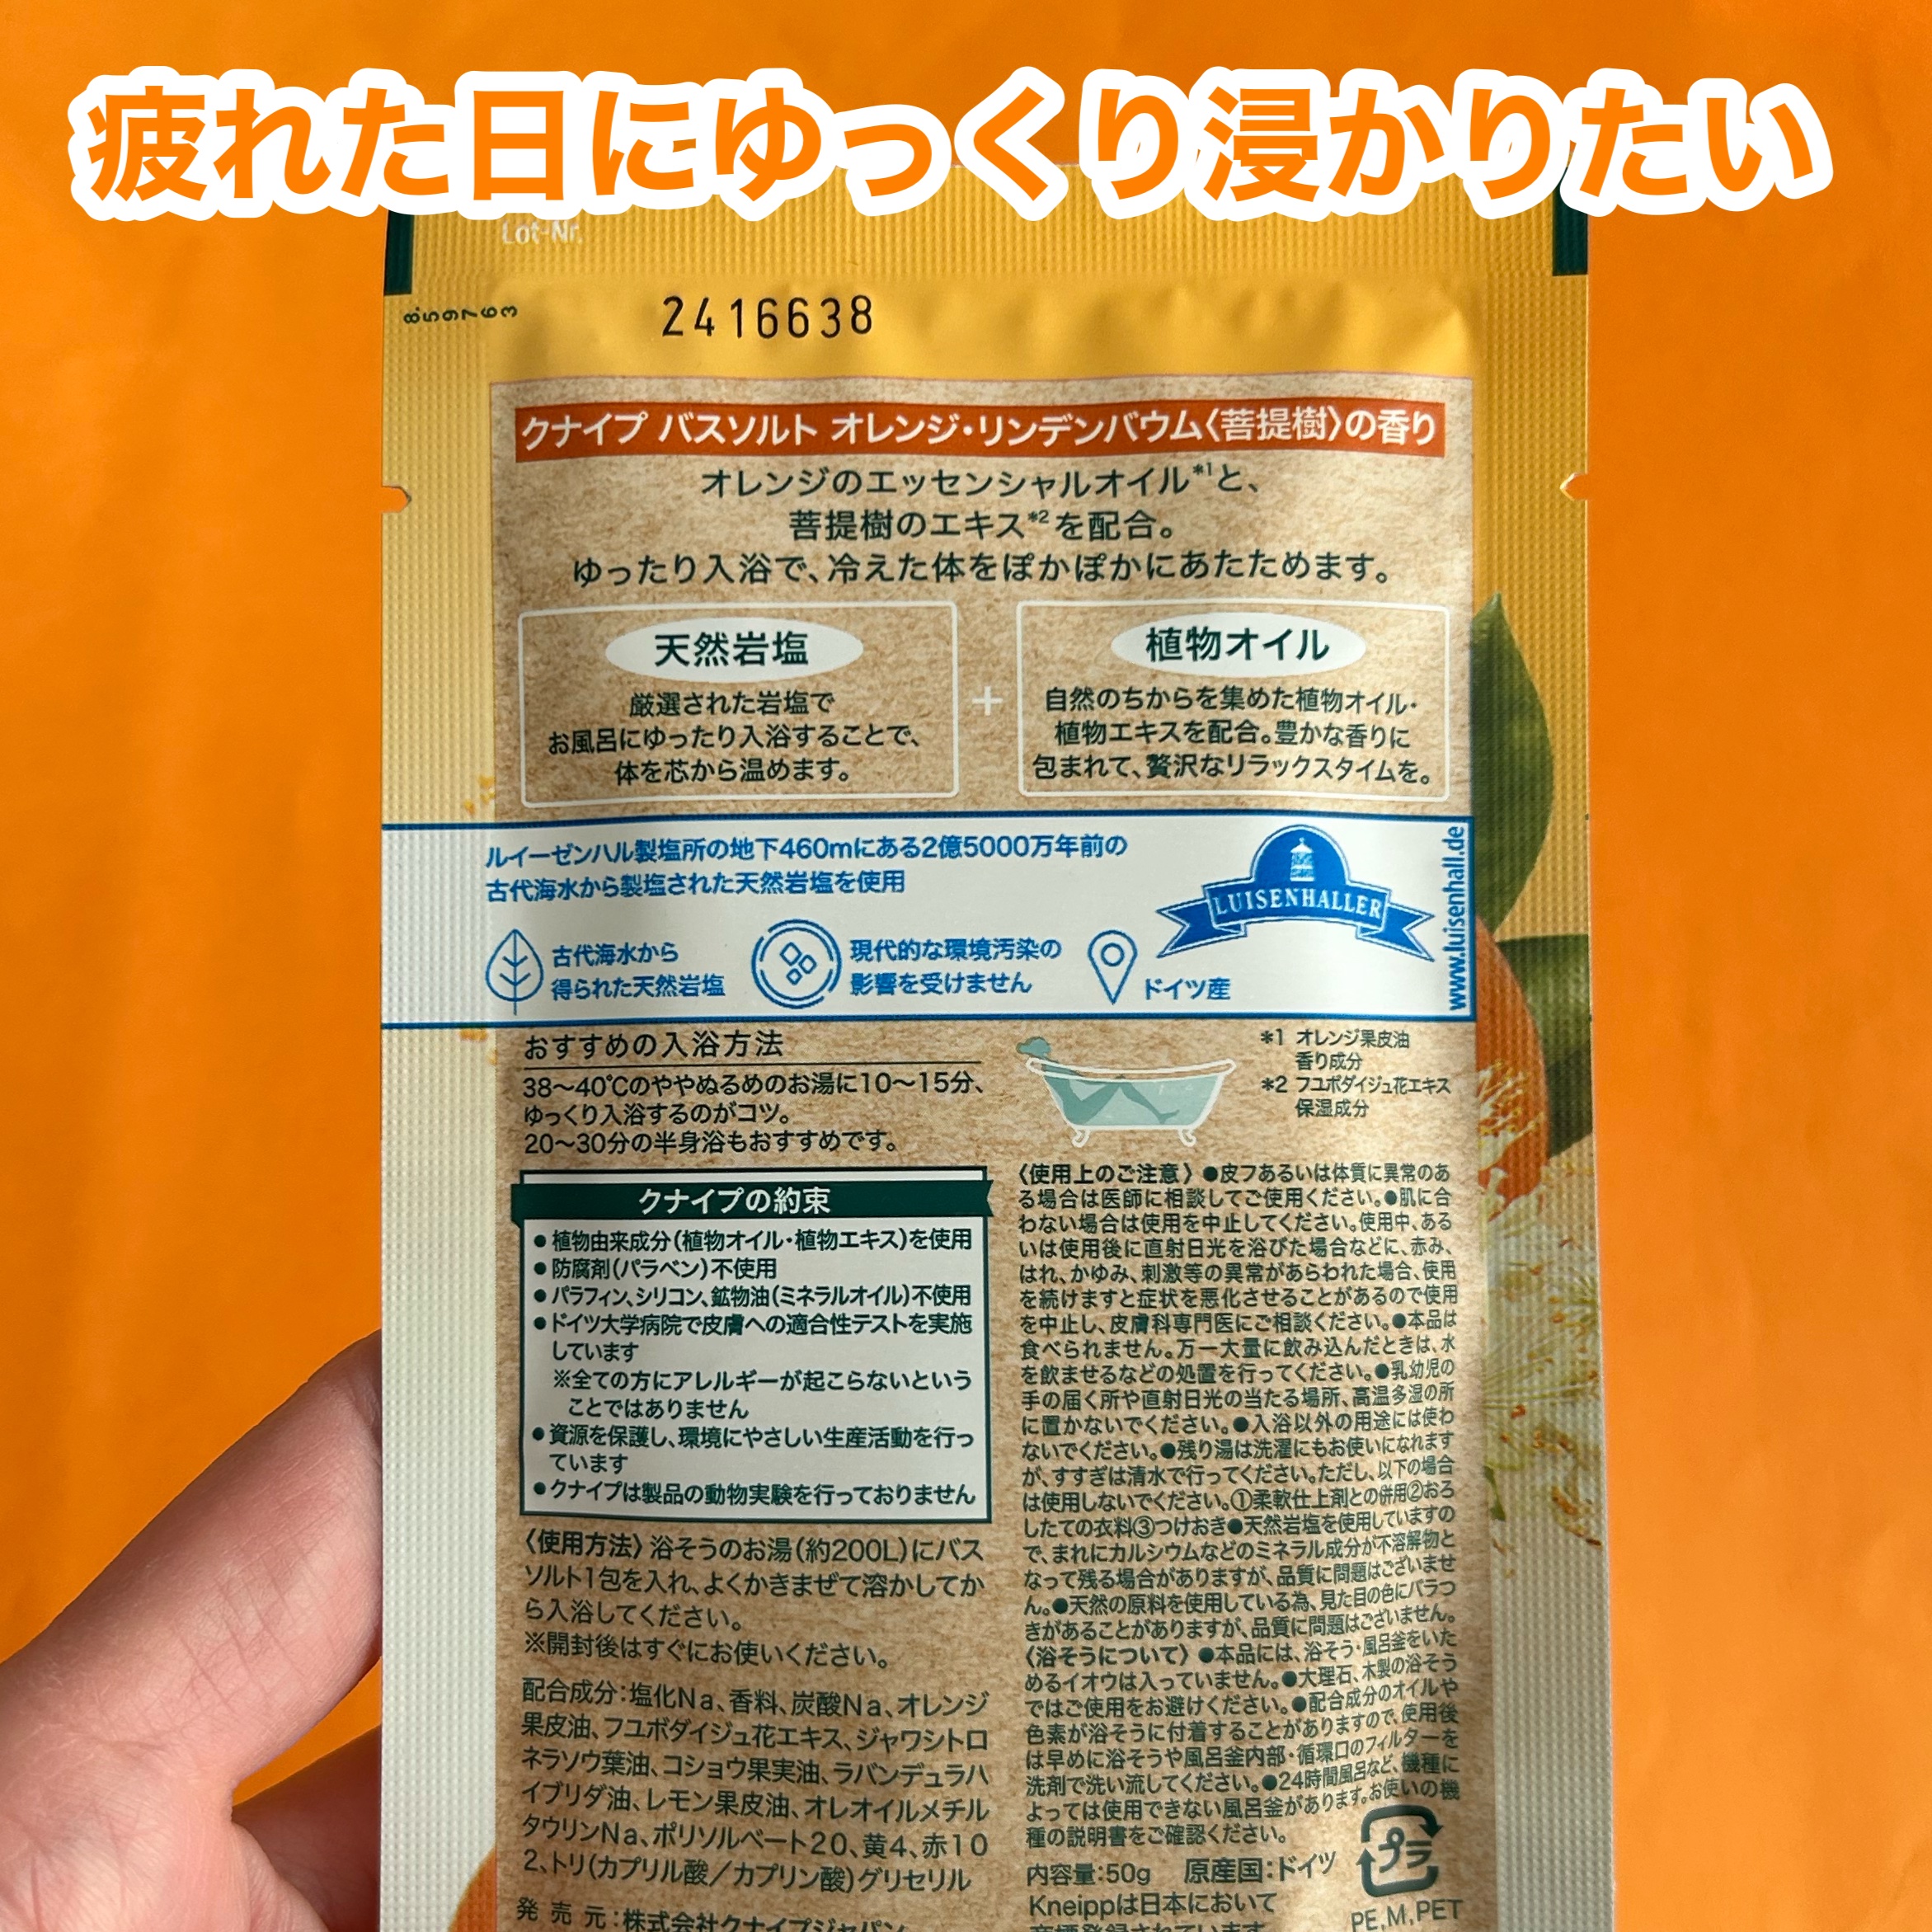 疲れた日にゆっくり浸かりたい
Lot-Nr.
859763
2416638
クナイプ バスソルト オレンジ・リンデンバウム〈菩提樹〉の香り
オレンジのエッセンシャルオイル*1と、
菩提樹のエキス*2を配合。
ゆったり入浴で、冷えた体をぽかぽかにあたためます。
天然岩塩
厳選された岩塩で
お風呂にゆったり入浴することで、
体を芯から温めます。
+
植物オイル
自然のちからを集めた植物オイル・
植物エキスを配合。豊かな香りに
包まれて、贅沢なリラックスタイムを。
ルイーゼンハル製塩所の地下460mにある2億5000万年前の
古代海水から製塩された天然岩塩を使用
LUISENHALLER
www.luisenhall.de
古代海水から
得られた天然岩塩
現代的な環境汚染の
影響を受けません
ドイツ産
おすすめの入浴方法
38〜40℃のややぬるめのお湯に10〜15分、
ゆっくり入浴するのがコツ。
20〜30分の半身浴もおすすめです。
*1 オレンジ果皮油
香り成分
*2 フユボダイジュ花エキス
保湿成分
クナイプの約束
●植物由来成分(植物オイル・植物エキス)を使用
●防腐剤(パラベン)不使用
●パラフィン、シリコン、鉱物油(ミネラルオイル)不使用
●ドイツ大学病院で皮膚への適合性テストを実施
しています
※全ての方にアレルギーが起こらないという
ことではありません
●資源を保護し、環境にやさしい生産活動を行っ
ています
●クナイプは製品の動物実験を行っておりません
〈使用方法〉浴そうのお湯(約200L)にバス
ソルト1包を入れ、よくかきまぜて溶かしてか
ら入浴してください。
※開封後はすぐにお使いください。
配合成分:塩化Na、香料、炭酸Na、オレンジ
果皮油、フユボダイジュ花エキス、ジャワシトロ
ネラソウ葉油、コショウ果実油、ラバンデュラハ
イブリダ油、レモン果皮油、オレオイルメチル
タウリンNa、ポリソルベート20、黄4、赤10
2、トリ(カプリル酸/カプリン酸)グリセリル
発売元:株式会社クナイプジャパン
〈使用上のご注意〉●皮フあるいは体質に異常のあ
る場合は医師に相談してご使用ください。●肌に合
わない場合は使用を中止してください。使用中、ある
いは使用後に直射日光を浴びた場合などに、赤み、
はれ、かゆみ、刺激等の異常があらわれた場合、使用
を続けますと症状を悪化させることがあるので使用
を中止し、皮膚科専門医にご相談ください。●本品は
食べられません。万一大量に飲み込んだときは、水
を飲ませるなどの処置を行ってください。●乳幼児の
手の届く所や直射日光の当たる場所、高温多湿の所
に置かないでください。●入浴以外の用途には使わ
ないでください。●残り湯は洗濯にもお使いになれます
が、すすぎは清水で行ってください。ただし、以下の場合
は使用しないでください。①柔軟仕上剤との併用②おろ
したての衣料③つけおき●天然岩塩を使用していますの
で、まれにカルシウムなどのミネラル成分が不溶解物と
なって残る場合がありますが、品質に問題はございませ
ん。●天然の原料を使用している為、見た目の色にバラつ
きがあることがありますが、品質に問題はございません。
〈浴そうについて〉●本品には、浴そう・風呂釜をいた
めるイオウは入っていません。●大理石、木製の浴そう
ではご使用をお避けください。●配合成分のオイルや
色素が浴そうに付着することがありますので、使用後
は早めに浴そうや風呂釜内部・循環口のフィルターを
洗剤で洗い流してください。●24時間風呂など、機種に
よっては使用できない風呂釜があります。お使いの機
種の説明書をご確認ください。
内容量:50g 原産国:ドイツ
Kneippは日本において
商標登録されています
プラ
PE,M,PET